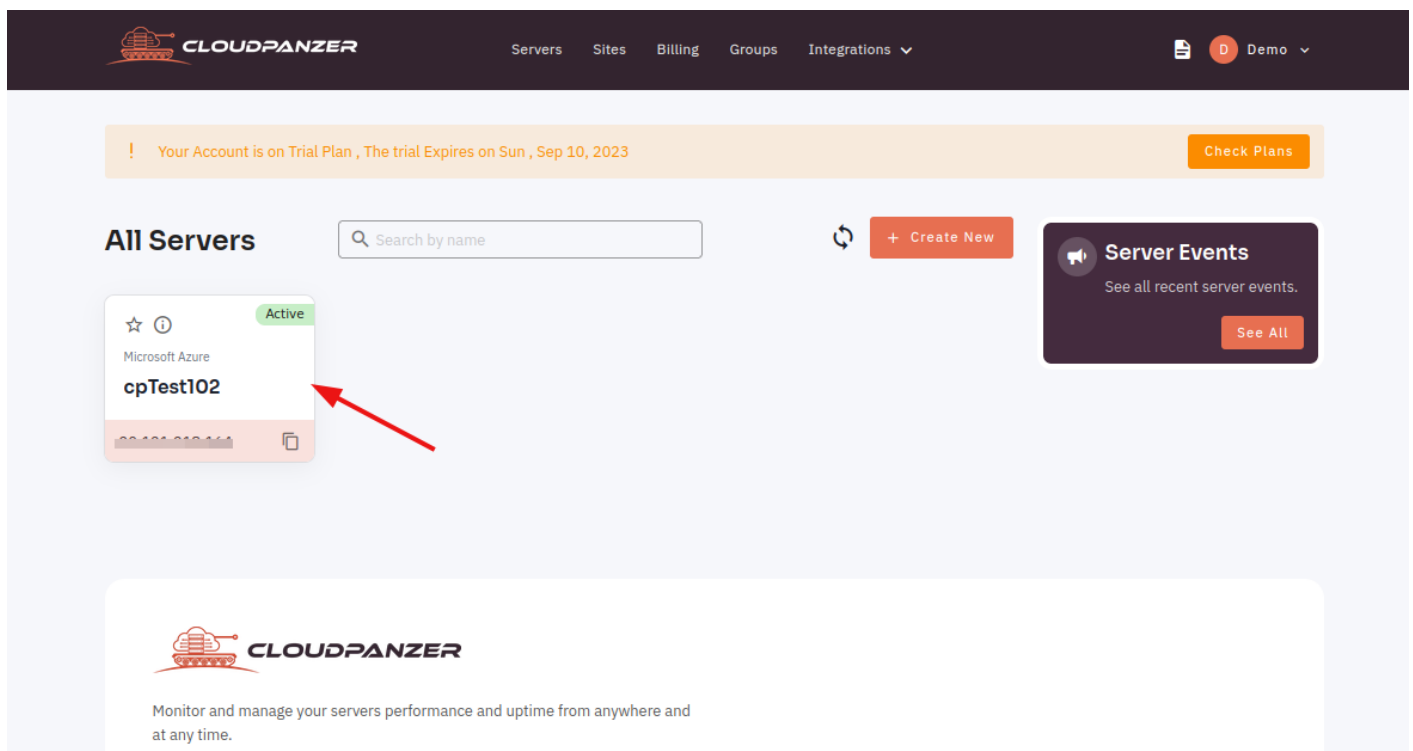 CLOUDPANZER
Servers Sites Billing Groups Integrations
D Demo
! Your Account is on Trial Plan , The trial Expires on Sun , Sep 10, 2023
Check Plans
All Servers
Search by name
+ Create New
Server Events
See all recent server events.
See All
Active
Microsoft Azure
cpTest102
CLOUDPANZER
Monitor and manage your servers performance and uptime from anywhere and
at any time.